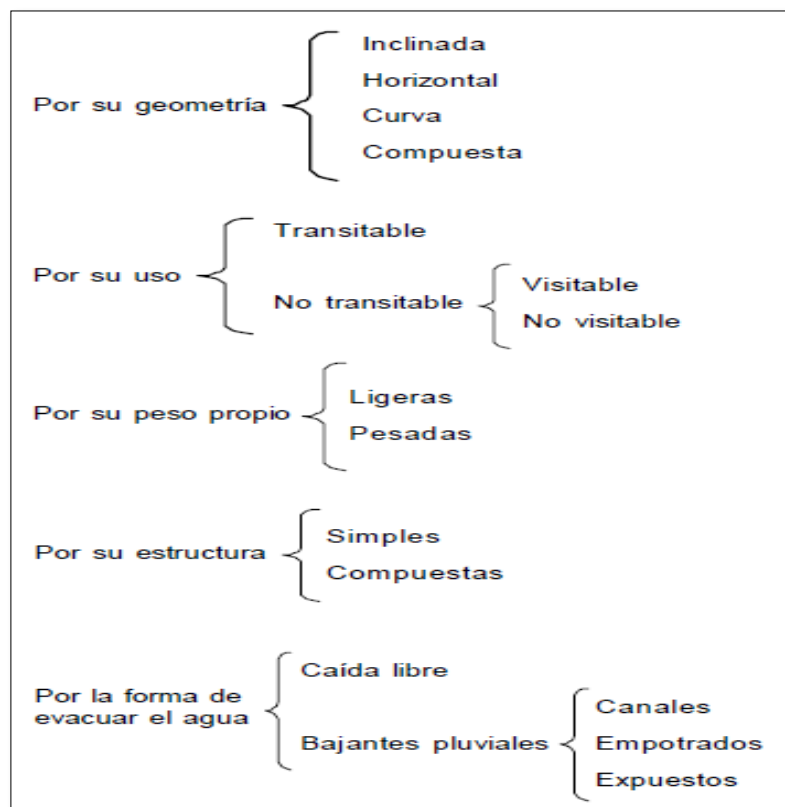 Por su geometría
Inclinada
Horizontal
Curva
Compuesta
Por su uso
Transitable
No transitable
Visitable
No visitable
Por su peso propio
Ligeras
Pesadas
Por su estructura
Simples
Compuestas
Por la forma de
evacuar el agua
Caída libre
Bajantes pluviales
Canales
Empotrados
Expuestos